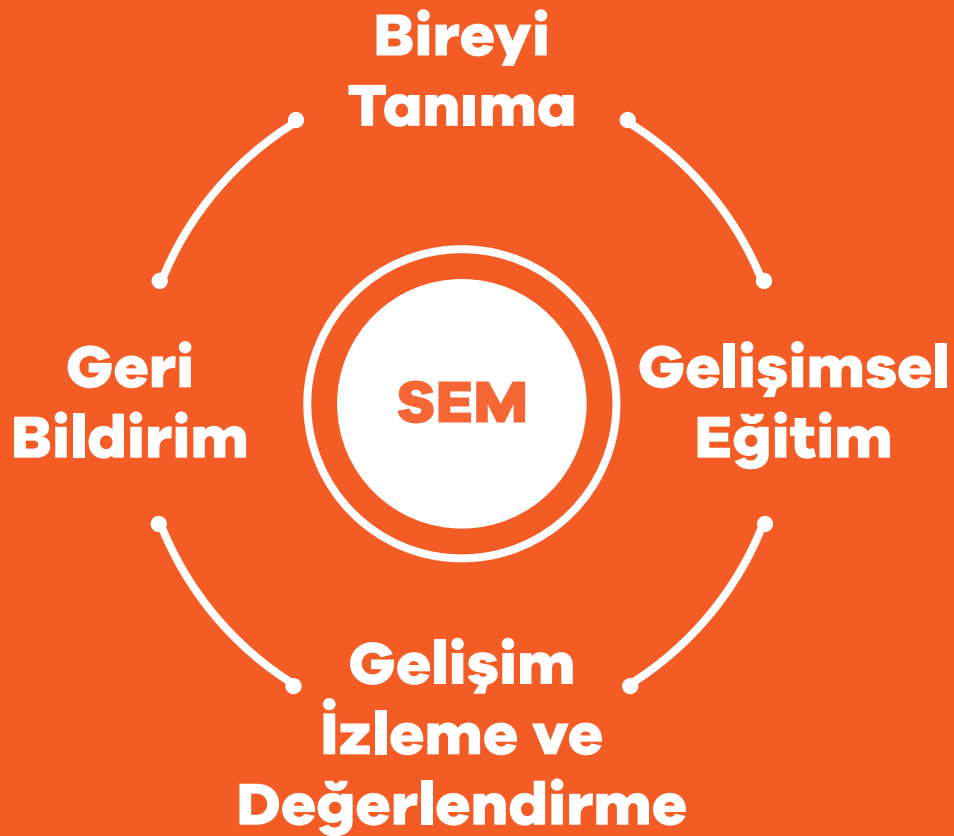 Bireyi
Tanıma
Geri
Bildirim
SEM
Gelişimsel
Eğitim
Gelişim
İzleme ve
Değerlendirme